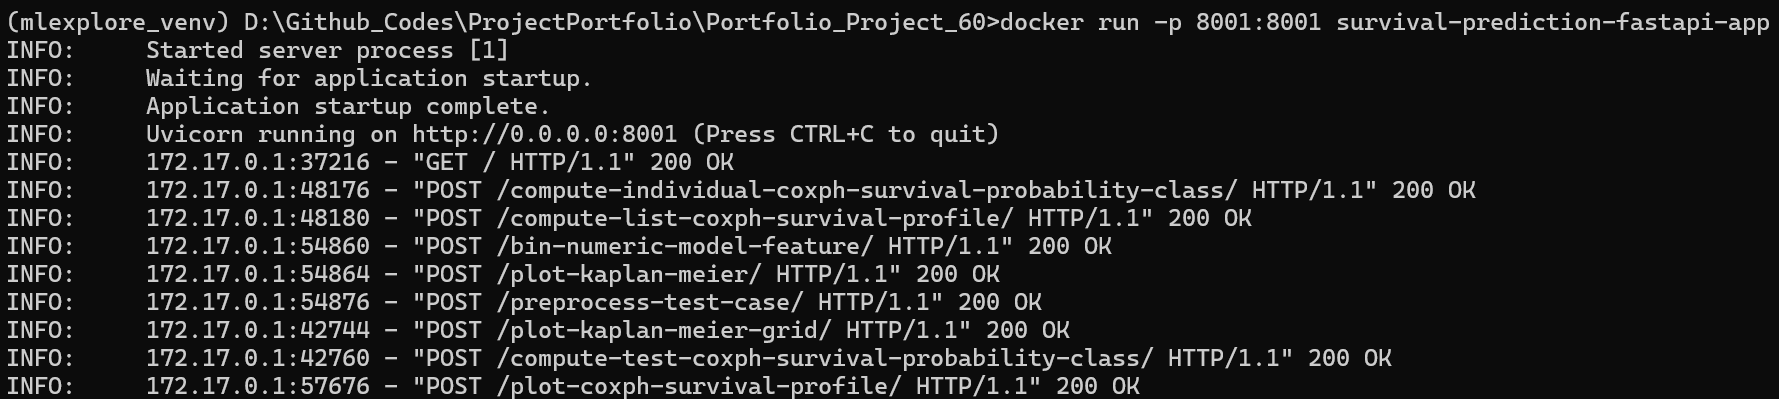 (mlexplore_venv) D:\Github_Codes\ProjectPortfolio\Portfolio_Project_60>docker run -p 8001:8001 survival-prediction-fastapi-app
INFO:     Started server process [1]
INFO:     Waiting for application startup.
INFO:     Application startup complete.
INFO:     Uvicorn running on http://0.0.0.0:8001 (Press CTRL+C to quit)
INFO:     172.17.0.1:37216 - "GET / HTTP/1.1" 200 OK
INFO:     172.17.0.1:48176 - "POST /compute-individual-coxph-survival-probability-class/ HTTP/1.1" 200 OK
INFO:     172.17.0.1:48180 - "POST /compute-list-coxph-survival-profile/ HTTP/1.1" 200 OK
INFO:     172.17.0.1:54860 - "POST /bin-numeric-model-feature/ HTTP/1.1" 200 OK
INFO:     172.17.0.1:54864 - "POST /plot-kaplan-meier/ HTTP/1.1" 200 OK
INFO:     172.17.0.1:54876 - "POST /preprocess-test-case/ HTTP/1.1" 200 OK
INFO:     172.17.0.1:42744 - "POST /plot-kaplan-meier-grid/ HTTP/1.1" 200 OK
INFO:     172.17.0.1:42760 - "POST /compute-test-coxph-survival-probability-class/ HTTP/1.1" 200 OK
INFO:     172.17.0.1:57676 - "POST /plot-coxph-survival-profile/ HTTP/1.1" 200 OK